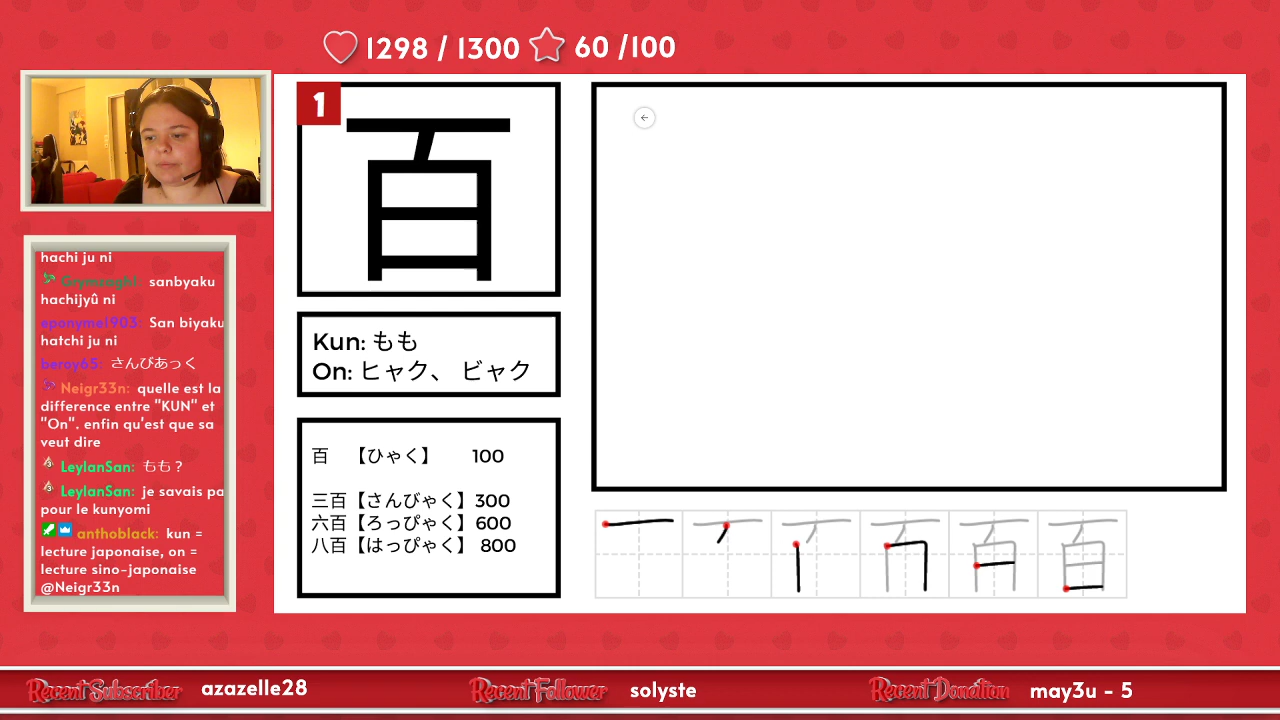 1298 / 1300 60 /100
1
百
Kun: もも
On: ヒャク、 ビャク
百 【ひゃく】 100
三百【さんびゃく】300
六百【ろっぴゃく】600
八百【はっぴゃく】 800
hachi ju ni
Grymzoght: sanbyaku
hachijyû ni
eponyme1903: San biyaku
hatchi ju ni
beroy65: さんびあっく
Neigr33n: quelle est la
difference entre "KUN" et
"On". enfin qu'est que sa
veut dire
LeylanSan: もも？
LeylanSan: je savais pa
pour le kunyomi
anthoblack: kun =
lecture japonaise, on =
lecture sino-japonaise
@Neigr33n
Recent Subscriber azazelle28
Recent Follower solyste
Recent Donation may3u - 5